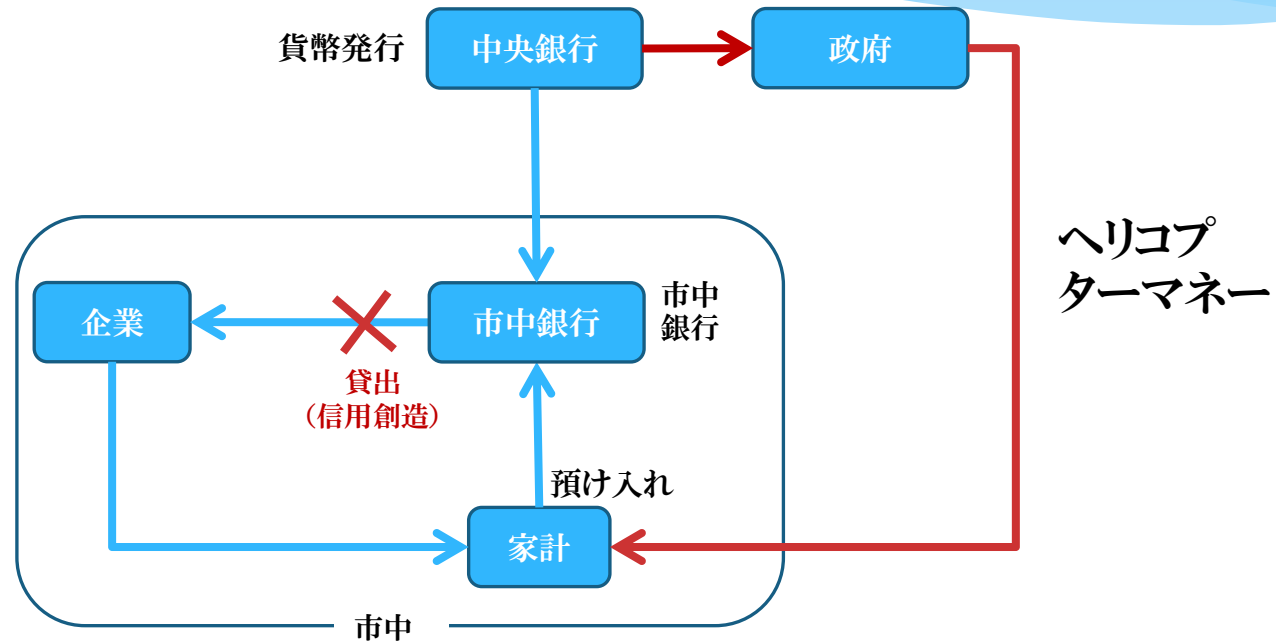 貨幣発行
中央銀行
政府
ヘリコプ
ターマネー
企業
市中銀行
市中
銀行
貸出
（信用創造）
預け入れ
家計
市中